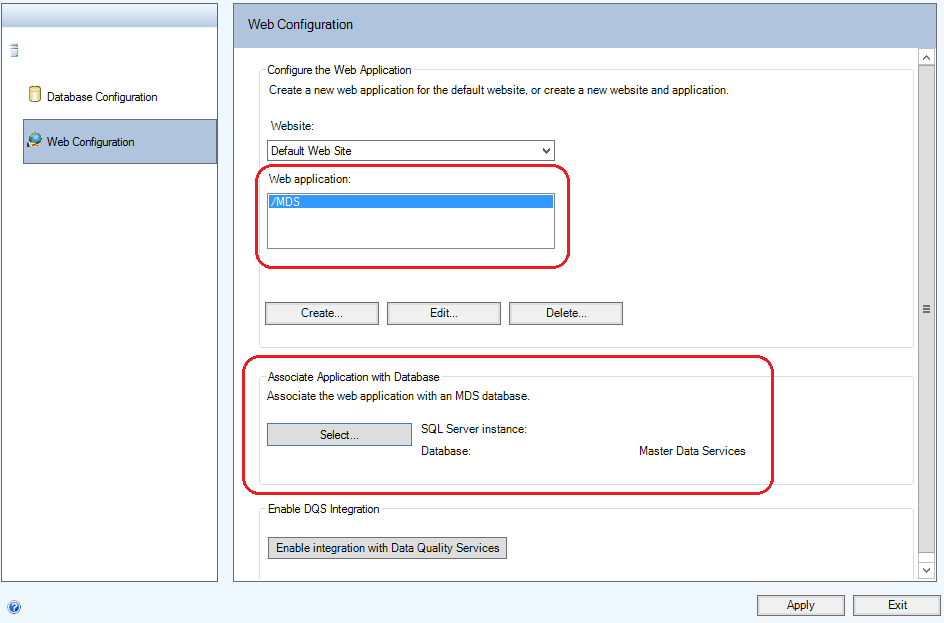 Web Configuration
Database Configuration
Web Configuration
Configure the Web Application
Create a new web application for the default website, or create a new website and application.
Website:
Default Web Site
Web application:
/MDS
Create... Edit... Delete...
Associate Application with Database
Associate the web application with an MDS database.
Select... SQL Server instance:
Database: Master Data Services
Enable DQS Integration
Enable integration with Data Quality Services
Apply Exit